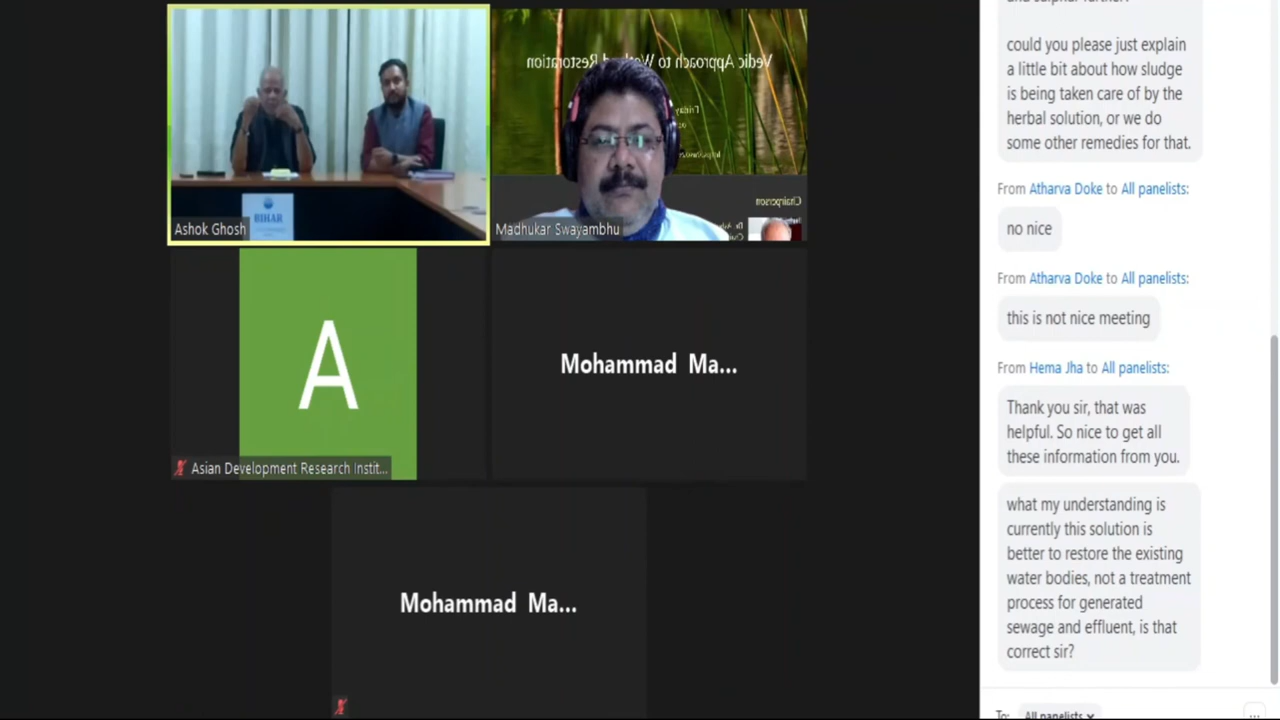 Vedic Approach to Wetland Restoration
Friday
Chairperson
BIHAR
Ashok Ghosh
Madhukar Swayambhu
A
Asian Development Research Instit...
Mohammad Ma...
Mohammad Ma...
could you please just explain
a little bit about how sludge
is being taken care of by the
herbal solution, or we do
some other remedies for that.
From Atharva Doke to All panelists:
no nice
From Atharva Doke to All panelists:
this is not nice meeting
From Hema Jha to All panelists:
Thank you sir, that was
helpful. So nice to get all
these information from you.
what my understanding is
currently this solution is
better to restore the existing
water bodies, not a treatment
process for generated
sewage and effluent, is that
correct sir?
To: All panelists